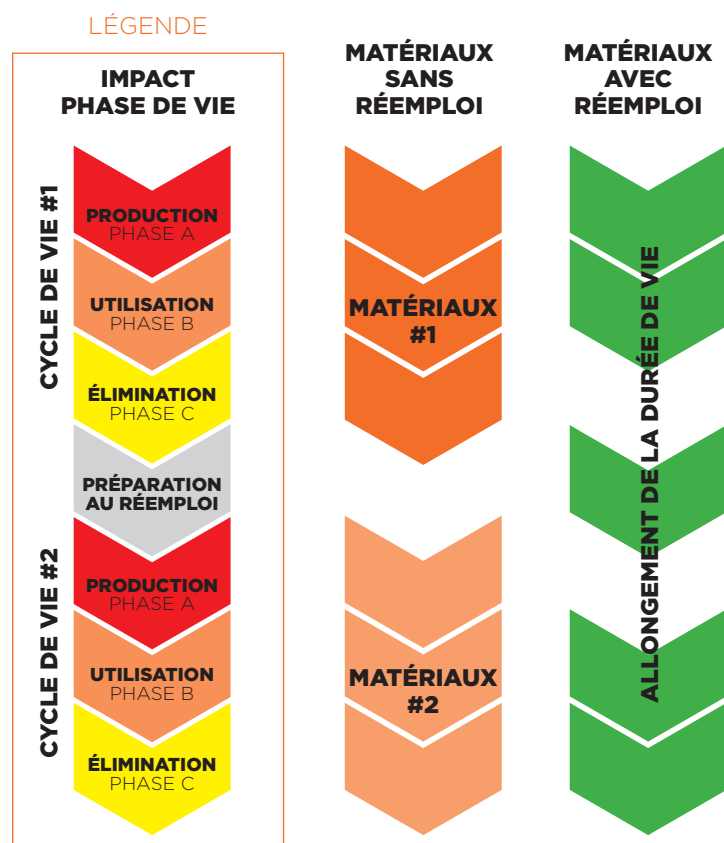 LÉGENDE
IMPACT
PHASE DE VIE
CYCLE DE VIE #1
PRODUCTION
PHASE A
UTILISATION
PHASE B
ÉLIMINATION
PHASE C
PRÉPARATION
AU RÉEMPLOI
CYCLE DE VIE #2
PRODUCTION
PHASE A
UTILISATION
PHASE B
ÉLIMINATION
PHASE C
MATÉRIAUX
SANS
RÉEMPLOI
MATÉRIAUX
#1
MATÉRIAUX
#2
MATÉRIAUX
AVEC
RÉEMPLOI
ALLONGEMENT DE LA DURÉE DE VIE